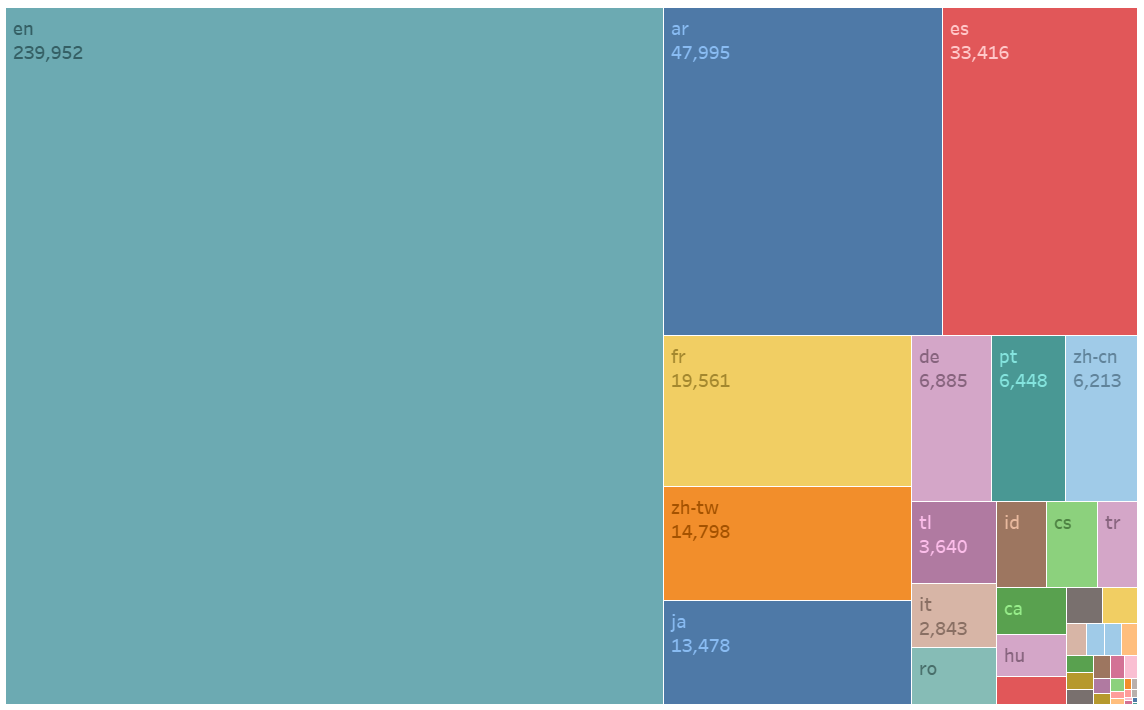 en
239,952
ar
47,995
es
33,416
fr
19,561
zh-tw
14,798
ja
13,478
de
6,885
pt
6,448
zh-cn
6,213
tl
3,640
id
cs
tr
it
2,843
ro
ca
hu